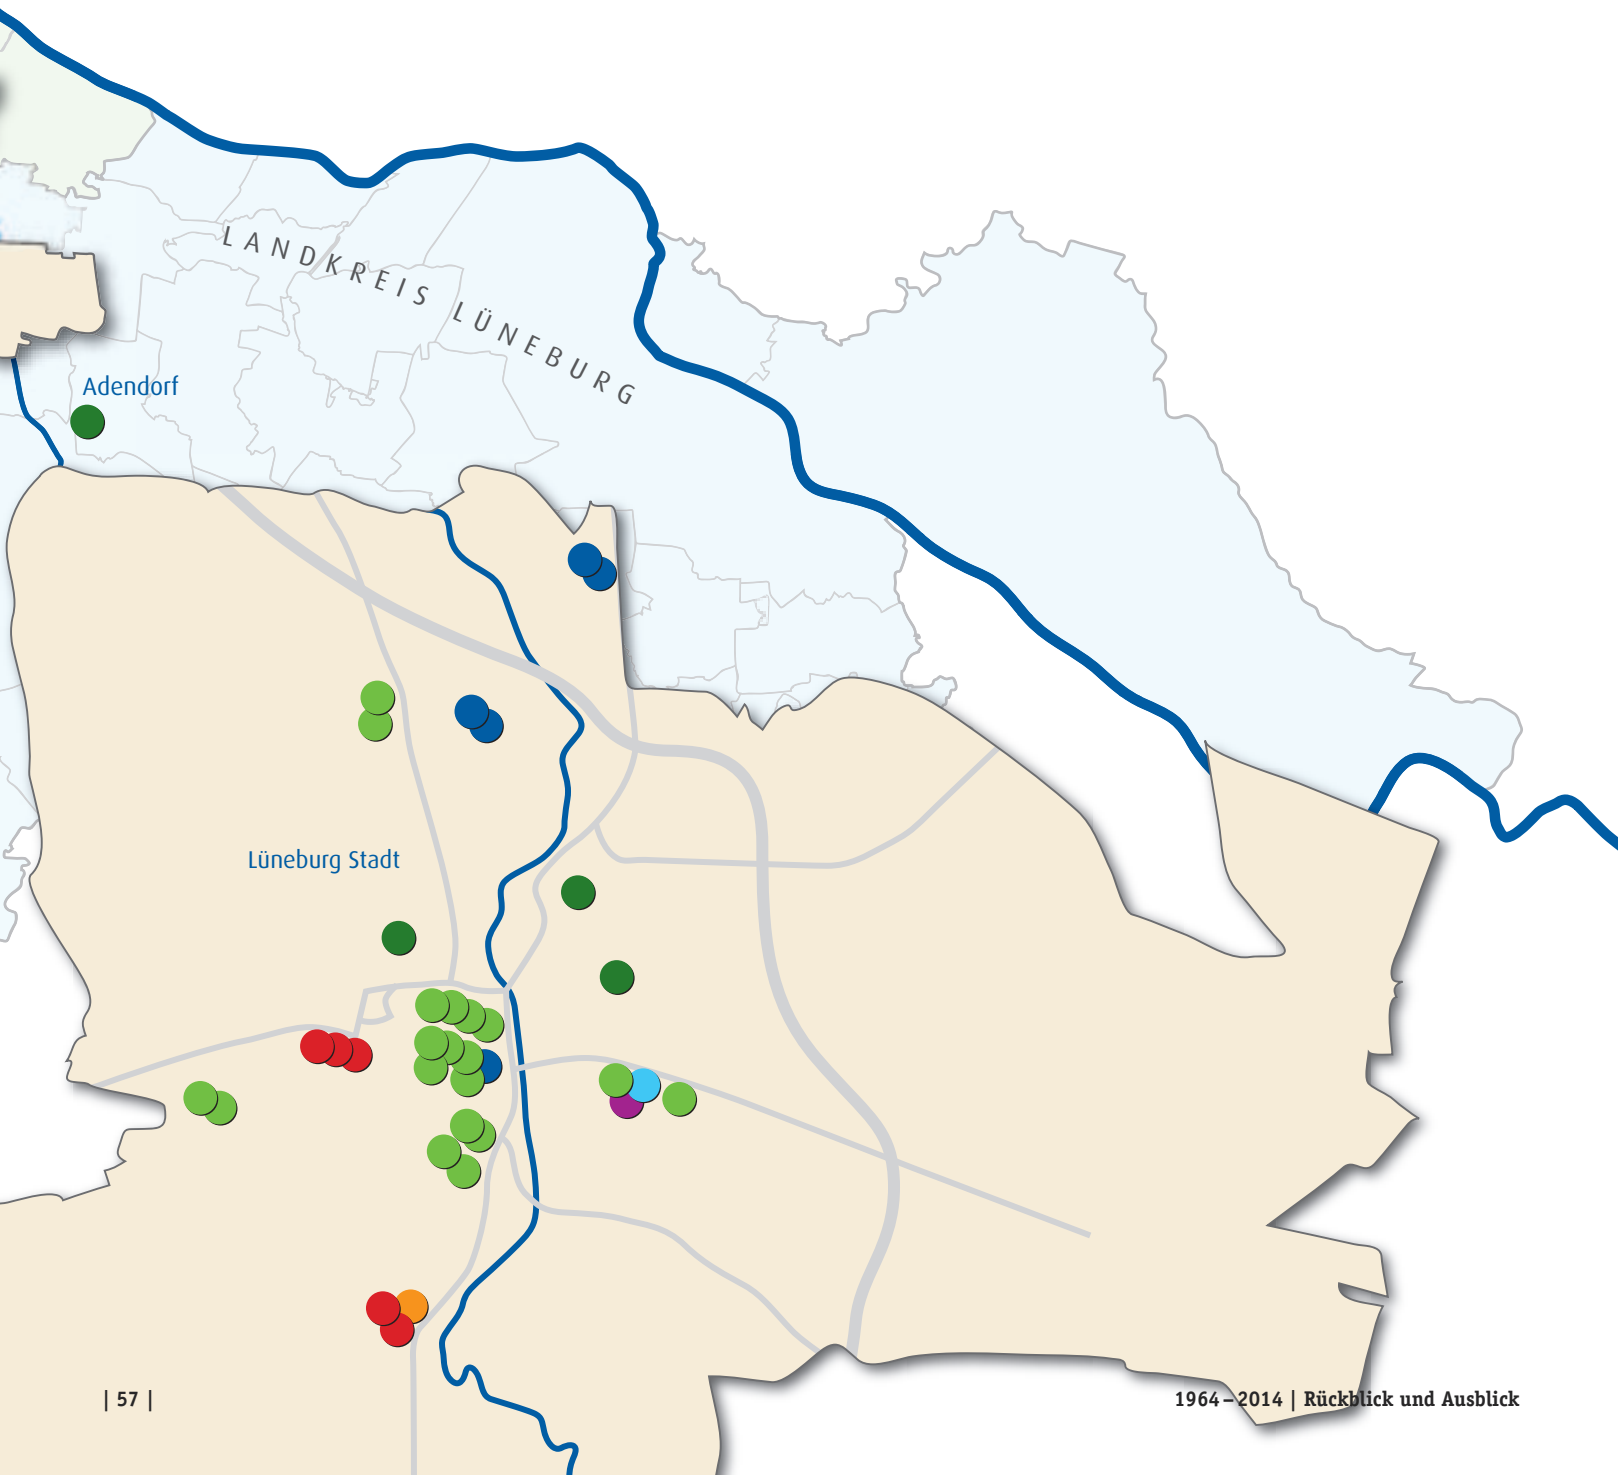 LANDKREIS LÜNEBURG
Adendorf
Lüneburg Stadt
| 57 |
1964–2014 | Rückblick und Ausblick